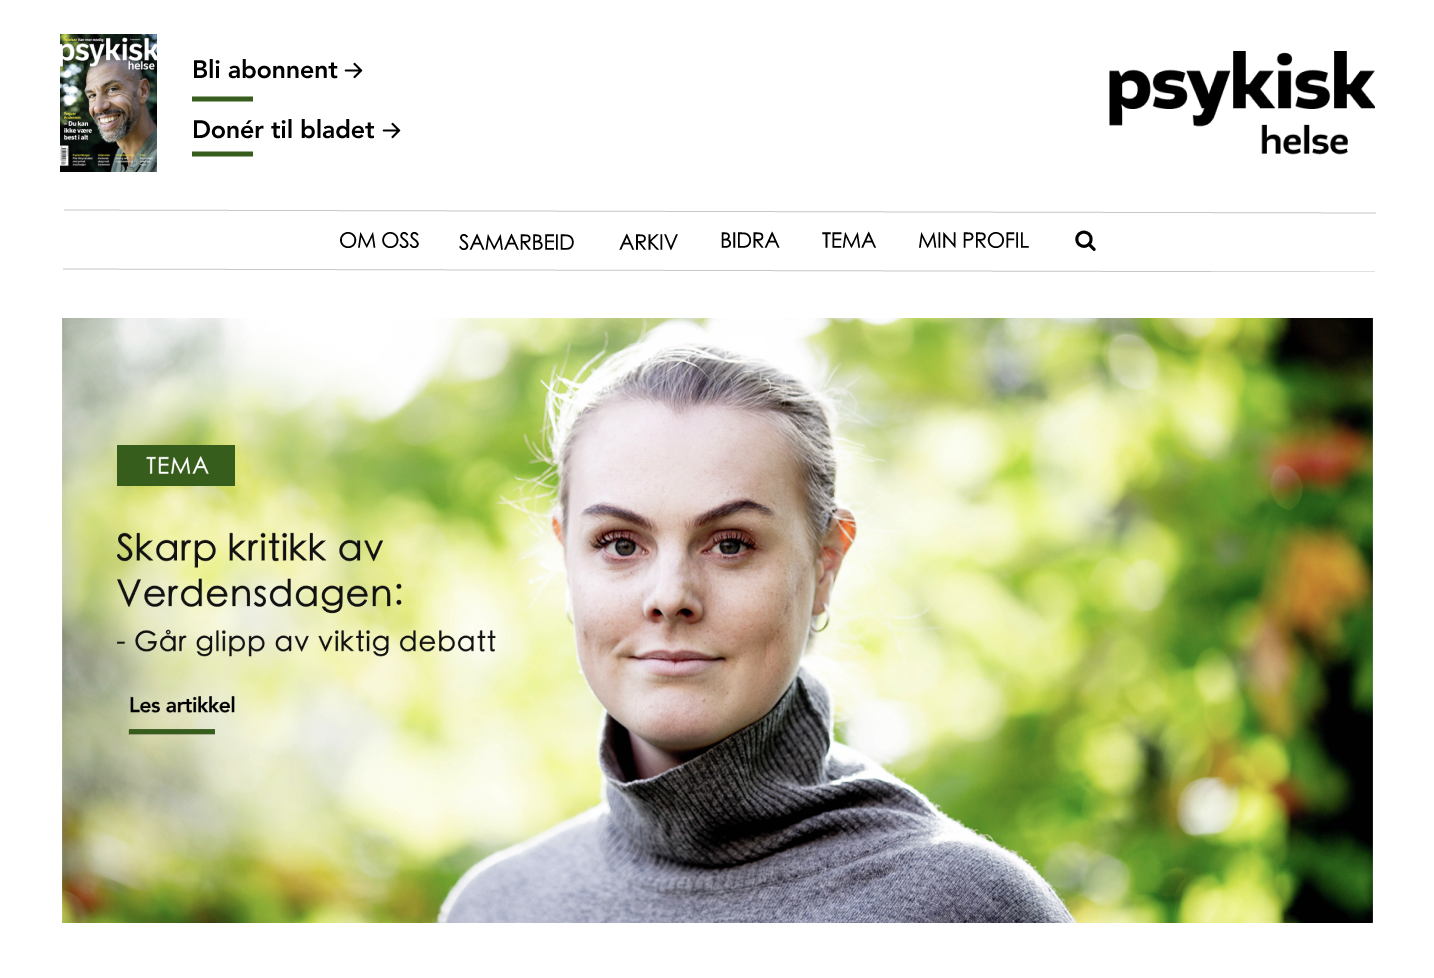 psykisk
helse
- Du kan
ikke være
best i alt
Bli abonnent →
Donér til bladet →
psykisk
helse
OM OSS SAMARBEID ARKIV BIDRA TEMA MIN PROFIL
TEMA
Skarp kritikk av
Verdensdagen:
- Går glipp av viktig debatt
Les artikkel